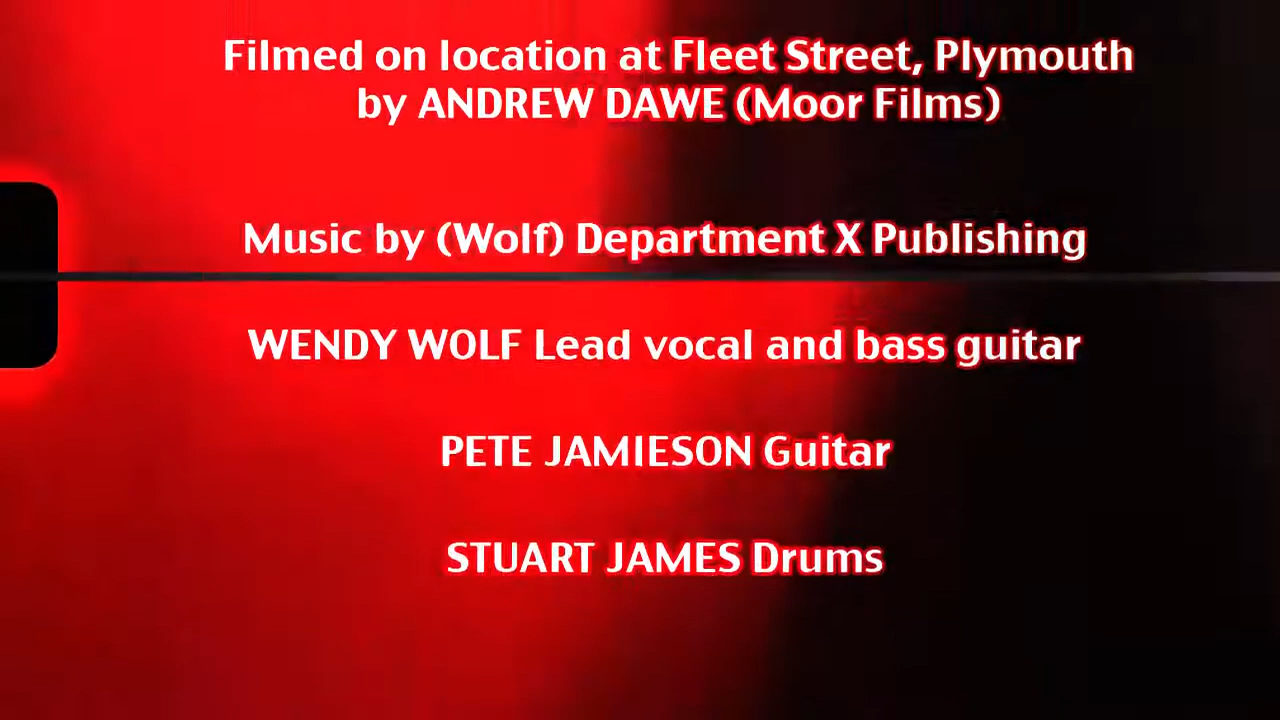 Filmed on location at Fleet Street, Plymouth
by ANDREW DAWE (Moor Films)
Music by (Wolf) Department X Publishing
WENDY WOLF Lead vocal and bass guitar
PETE JAMIESON Guitar
STUART JAMES Drums